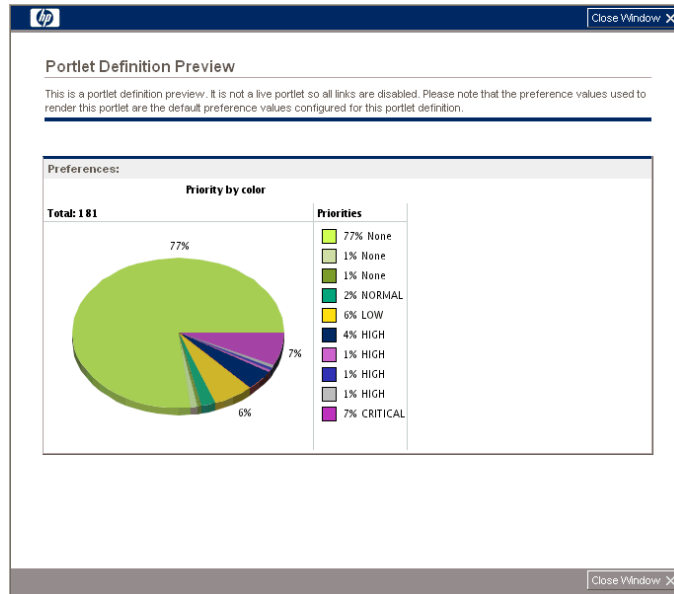 hp
Close Window X
Portlet Definition Preview
This is a portlet definition preview. It is not a live portlet so all links are disabled. Please note that the preference values used to
render this portlet are the default preference values configured for this portlet definition.
Preferences:
Priority by color
Total: 181
Priorities
77%
7%
6%
77% None
1% None
1% None
2% NORMAL
6% LOW
4% HIGH
1% HIGH
1% HIGH
1% HIGH
7% CRITICAL
Close Window X